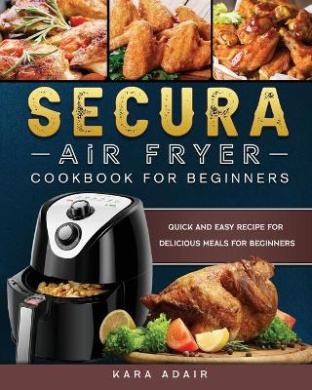 SECURA
AIR FRYER
COOKBOOK FOR BEGINNERS
QUICK AND EASY RECIPE FOR
DELICIOUS MEALS FOR BEGINNERS
KARA ADAIR